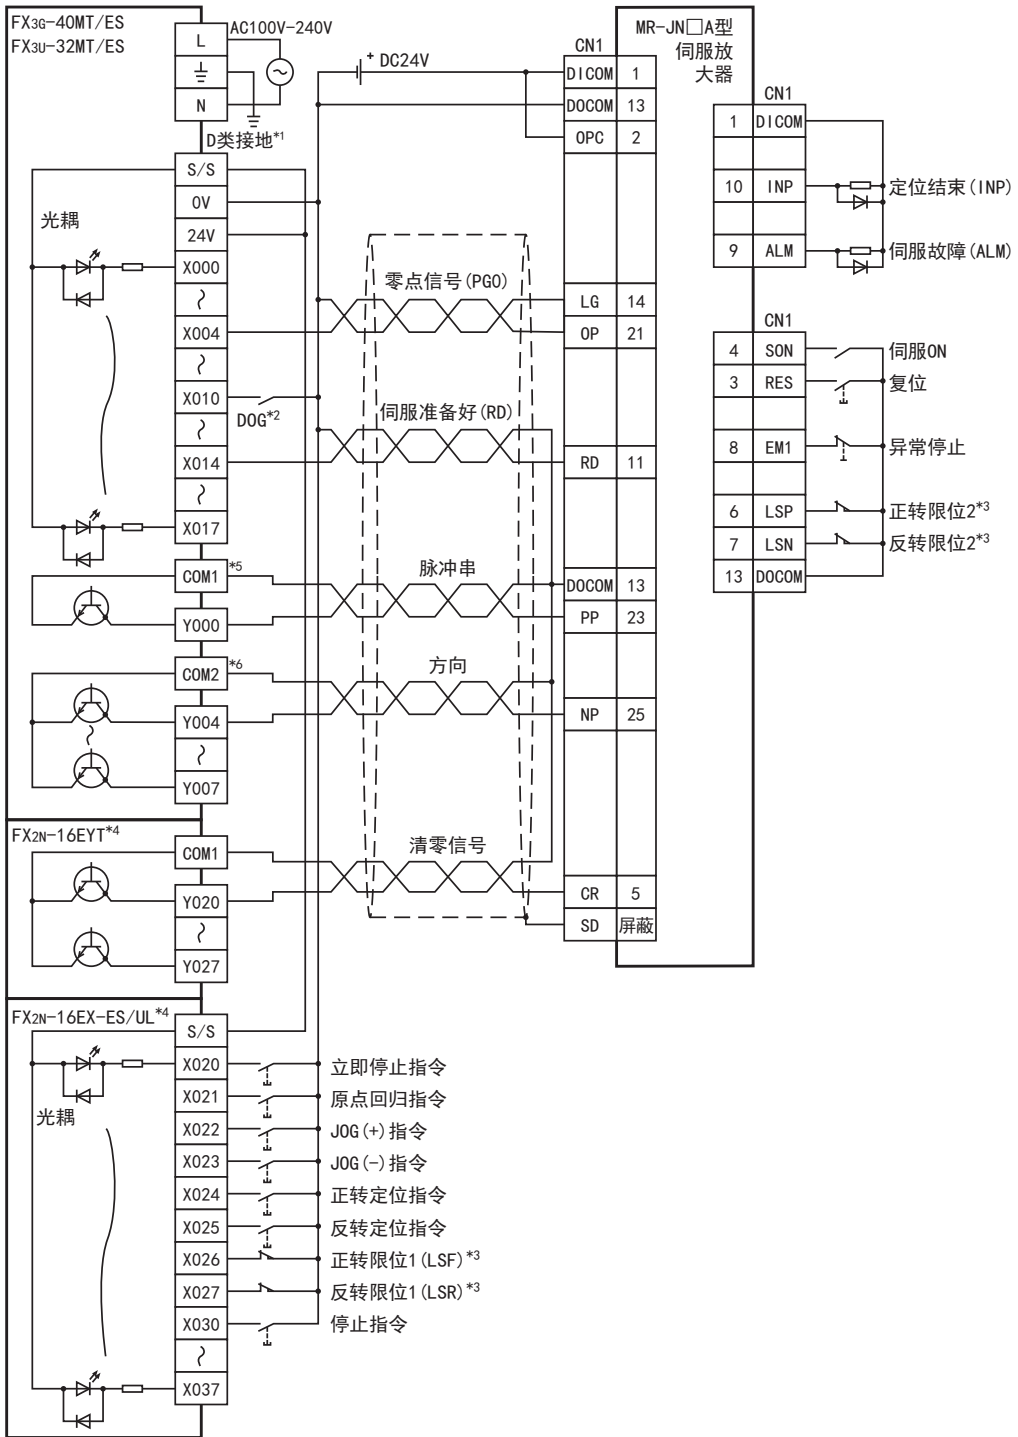 FX3G-40MT/ES
FX3U-32MT/ES
L
N
AC100V-240V
D类接地*1
S/S
0V
24V
X000
X004
X010
X014
X017
光耦
DOG*2
COM1 *5
Y000
COM2 *6
Y004
Y007
FX2N-16EYT*4
COM1
Y020
Y027
FX2N-16EX-ES/UL*4
S/S
光耦
X020 立即停止指令
X021 原点回归指令
X022 JOG(+)指令
X023 JOG(-)指令
X024 正转定位指令
X025 反转定位指令
X026 正转限位1(LSF)*3
X027 反转限位1(LSR)*3
X030 停止指令
X037
+ DC24V
零点信号(PG0)
伺服准备好(RD)
脉冲串
方向
清零信号
MR-JN□A型
伺服放
大器
CN1
DICOM 1
DOCOM 13
OPC 2
LG 14
OP 21
RD 11
DOCOM 13
PP 23
NP 25
CR 5
SD 屏蔽
CN1
1 DICOM
10 INP 定位结束(INP)
9 ALM 伺服故障(ALM)
CN1
4 SON 伺服ON
3 RES 复位
8 EM1 异常停止
6 LSP 正转限位2*3
7 LSN 反转限位2*3
13 DOCOM